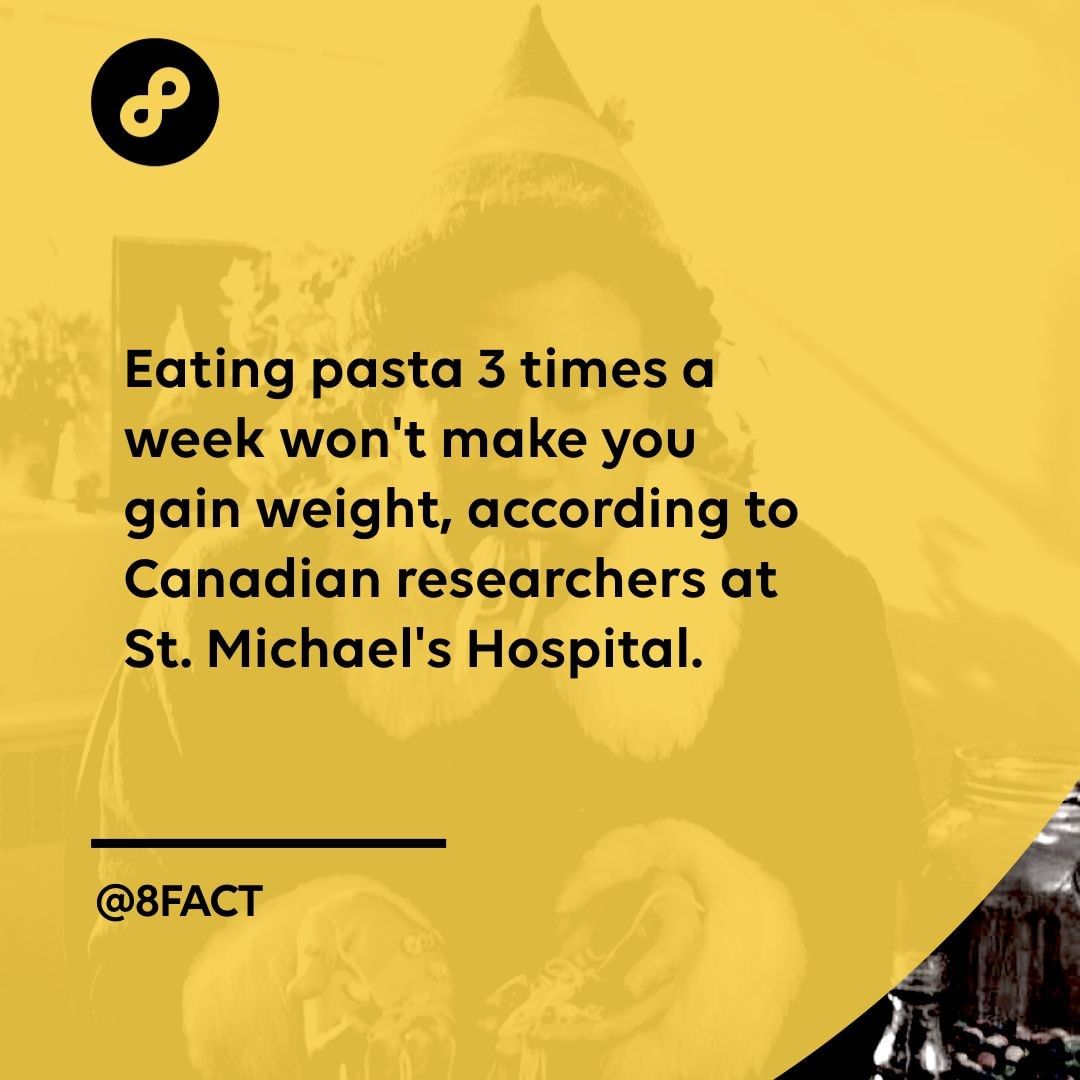 Eating pasta 3 times a
week won't make you
gain weight, according to
Canadian researchers at
St. Michael's Hospital.
@8FACT